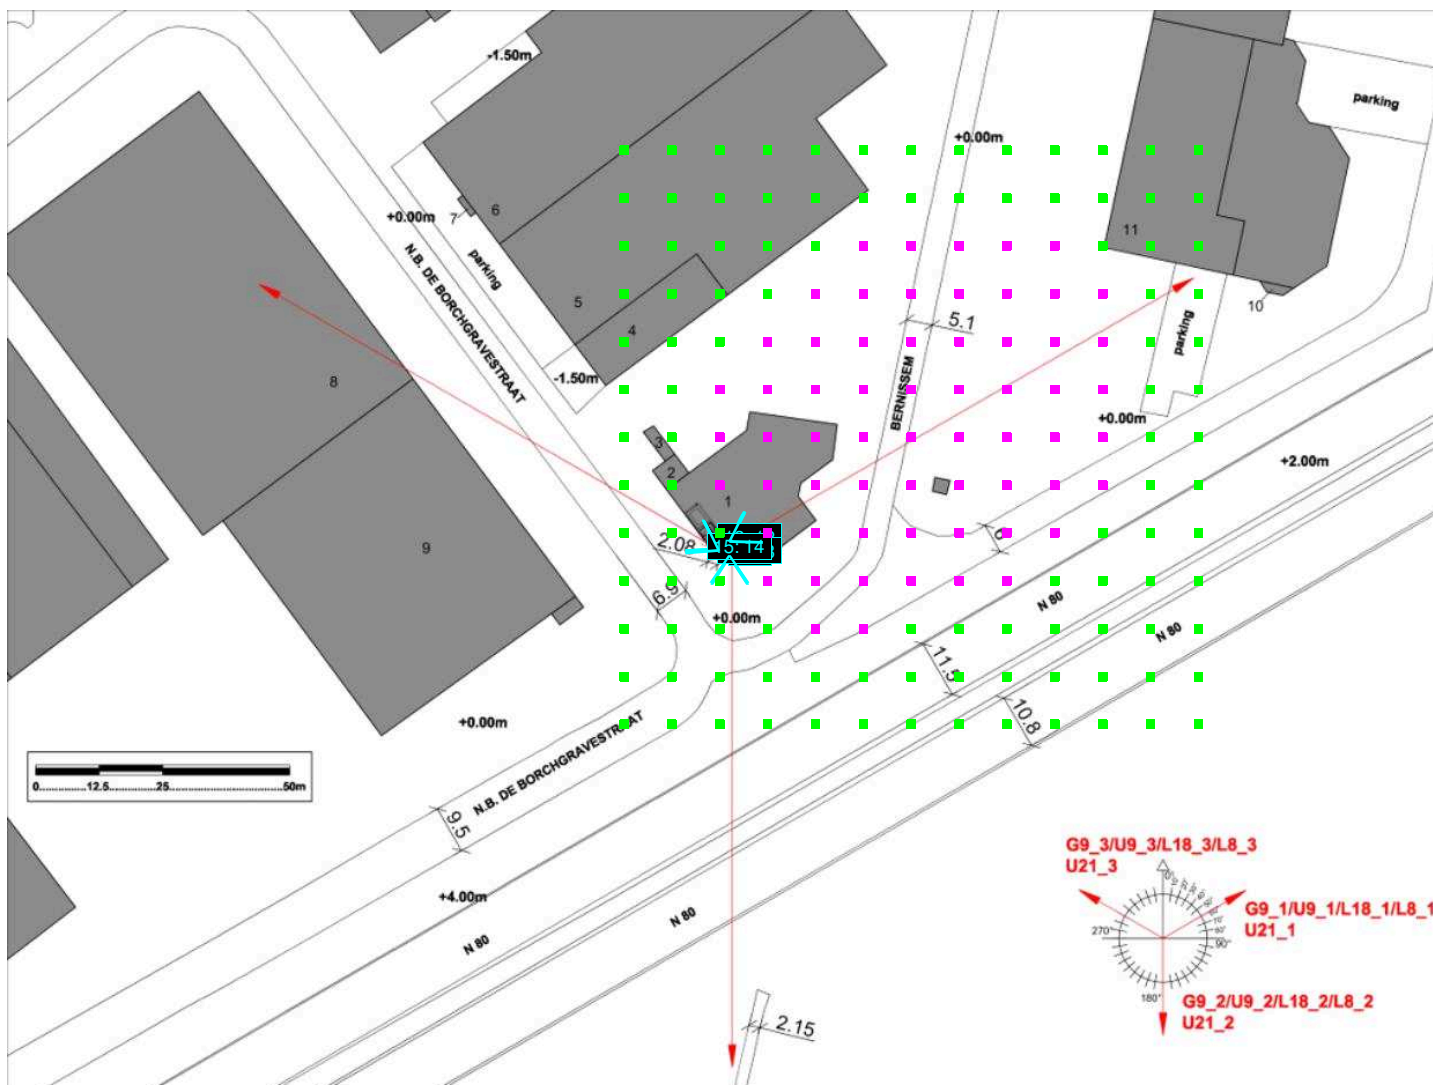 -1.50m
parking
+0.00m
+0.00m
7
6
11
N.B. DE BORCHGRAVESTRAAT
parking
5
4
10
5.1
parking
-1.50m
8
BERNISSEM
+0.00m
3
2
+2.00m
1
9
2.08
15.14
6
6.9
+0.00m
N 80
N 80
11.5
10.8
+0.00m
N.B. DE BORCHGRAVESTRAAT
0 12.5 25 50m
9.5
+4.00m
N 80
N 80
2.15
G9_3/U9_3/L18_3/L8_3
U21_3
G9_1/U9_1/L18_1/L8_1
U21_1
270°
90°
180°
G9_2/U9_2/L18_2/L8_2
U21_2